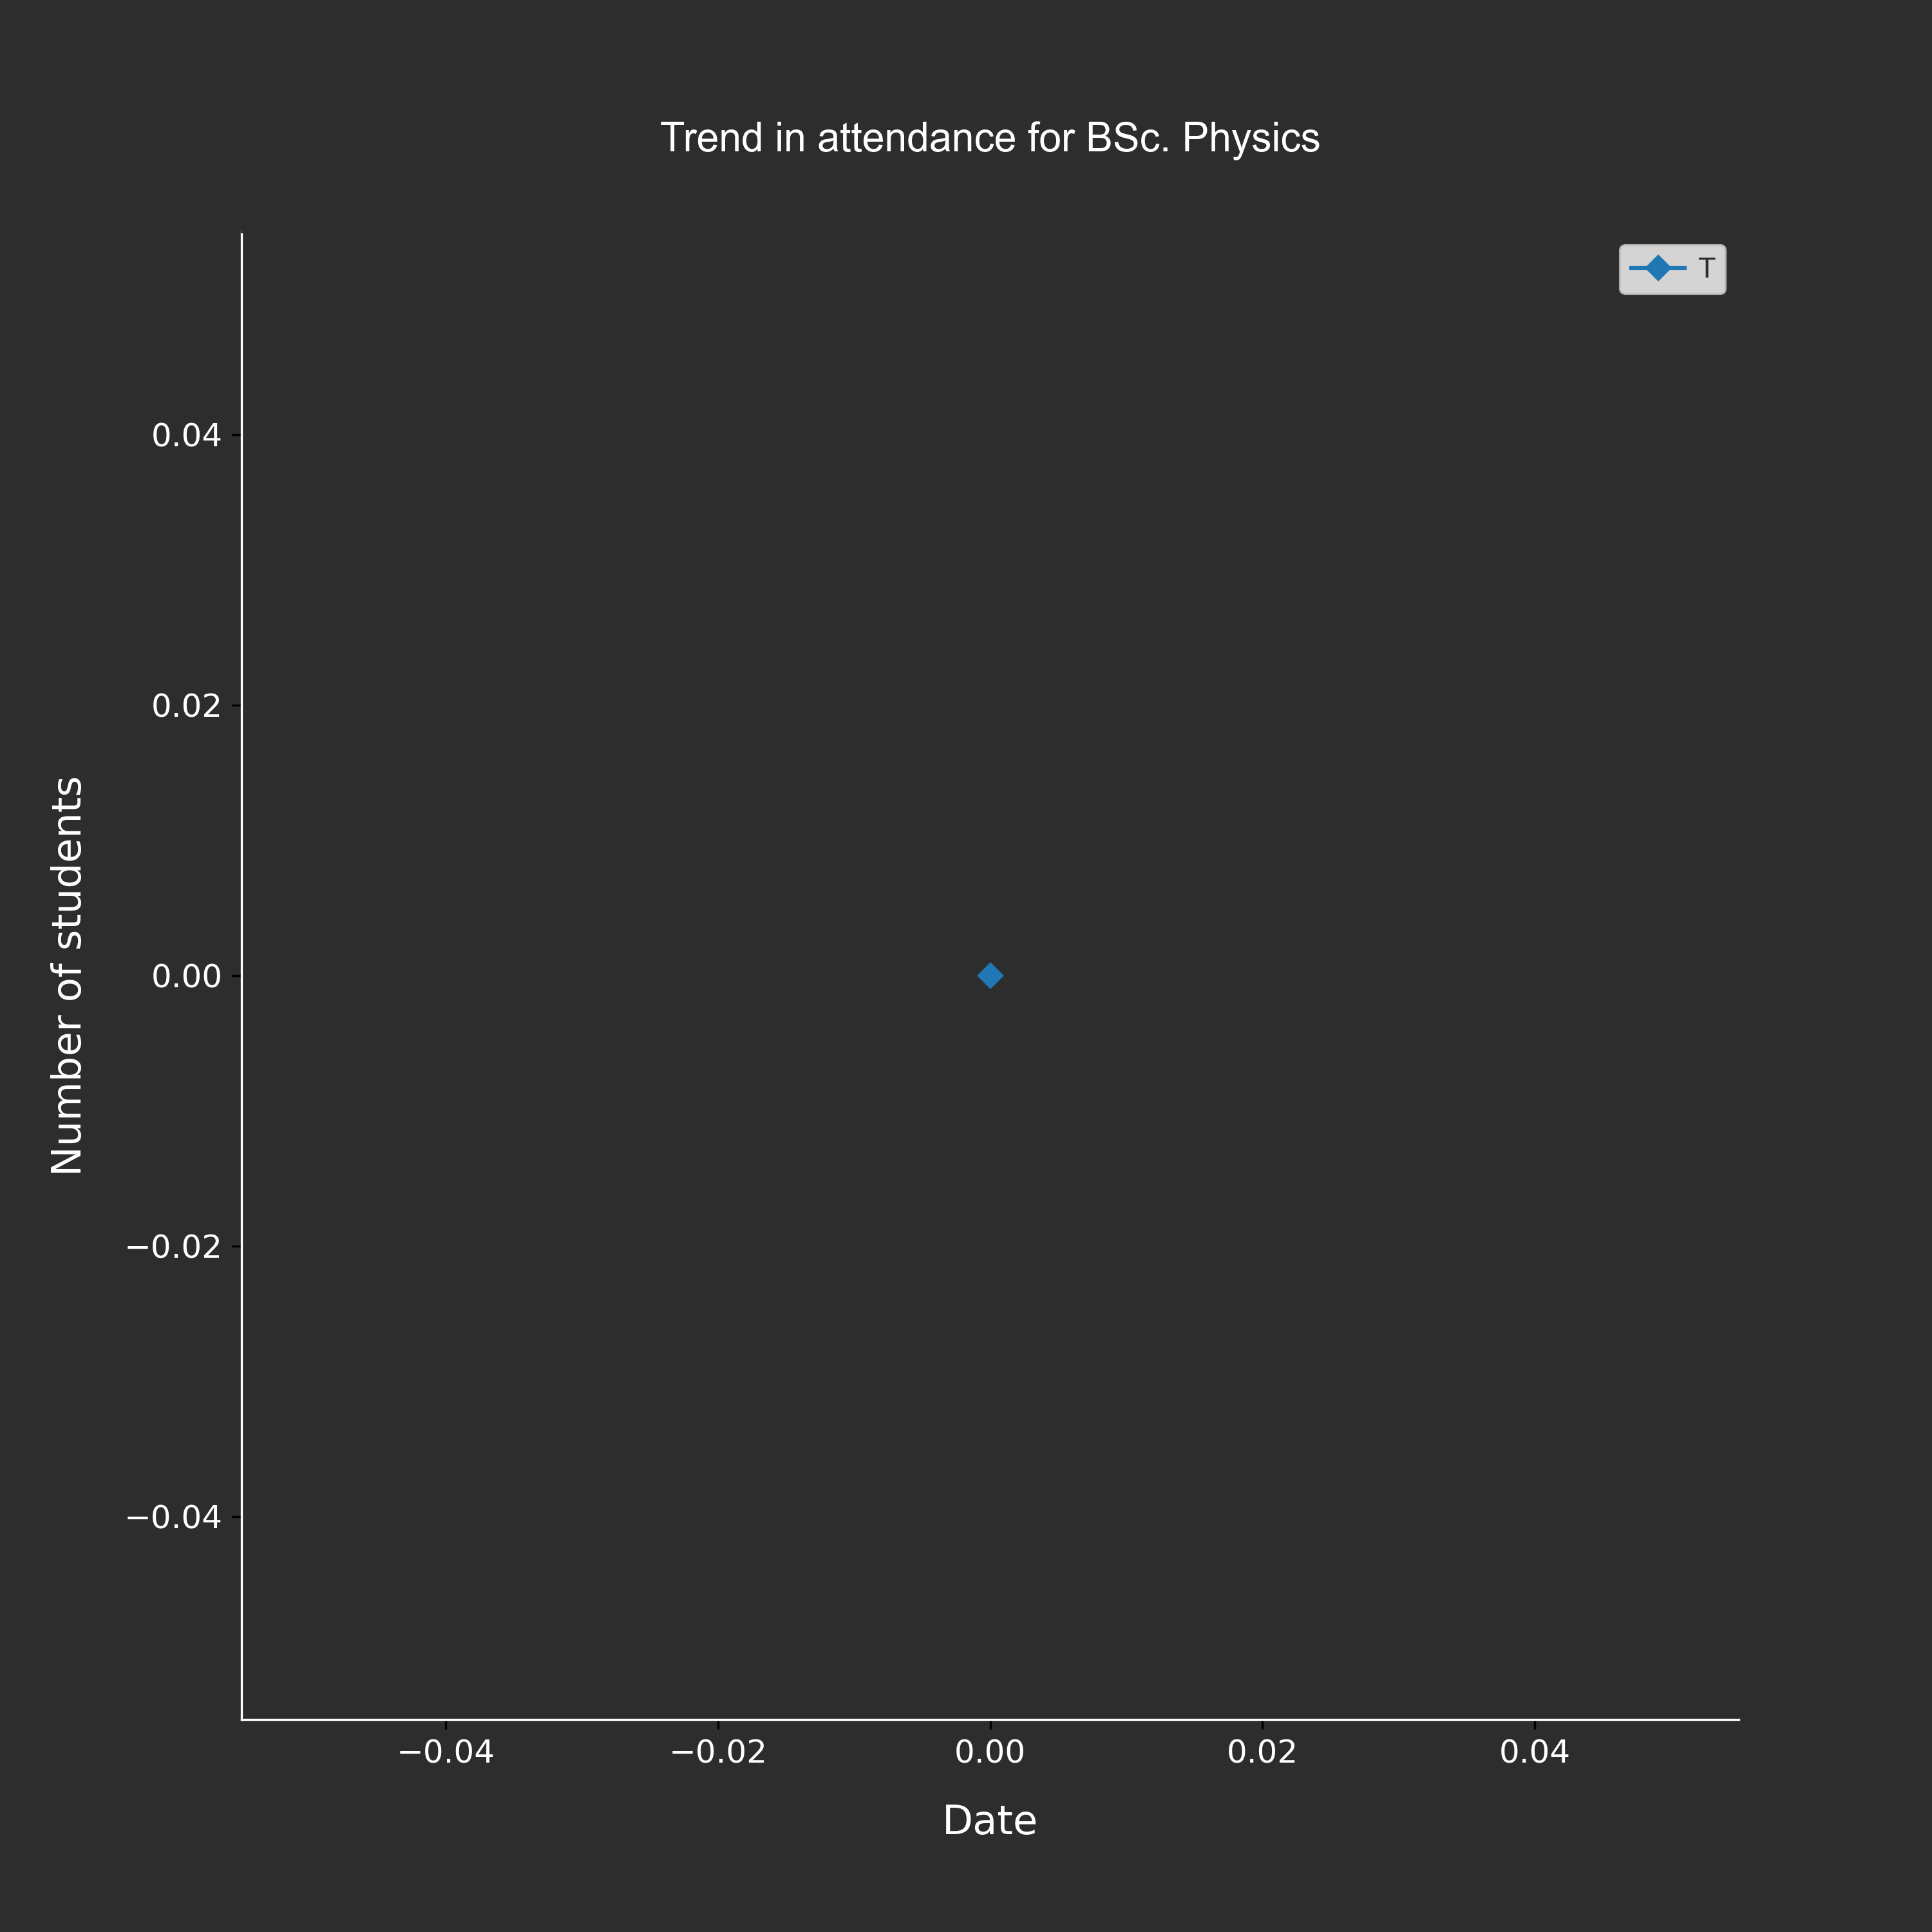 Trend in attendance for BSc. Physics
T
0.04
0.02
0.00
−0.02
−0.04
Number of students
−0.04 −0.02 0.00 0.02 0.04
Date